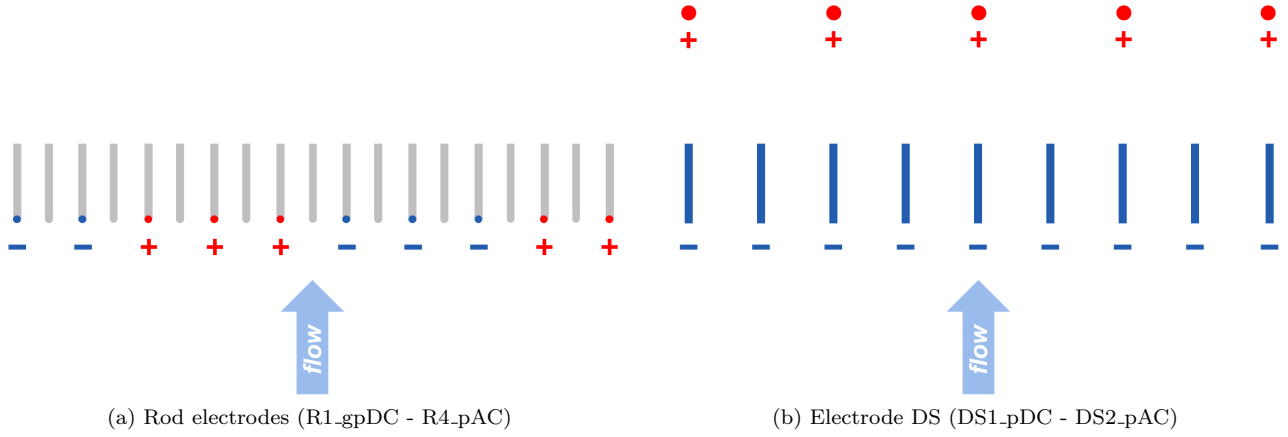 + + + + +
− − + + + − − − + +
− − − − − − − − −
flow
flow
(a) Rod electrodes (R1_gpDC - R4_pAC)
(b) Electrode DS (DS1_pDC - DS2_pAC)